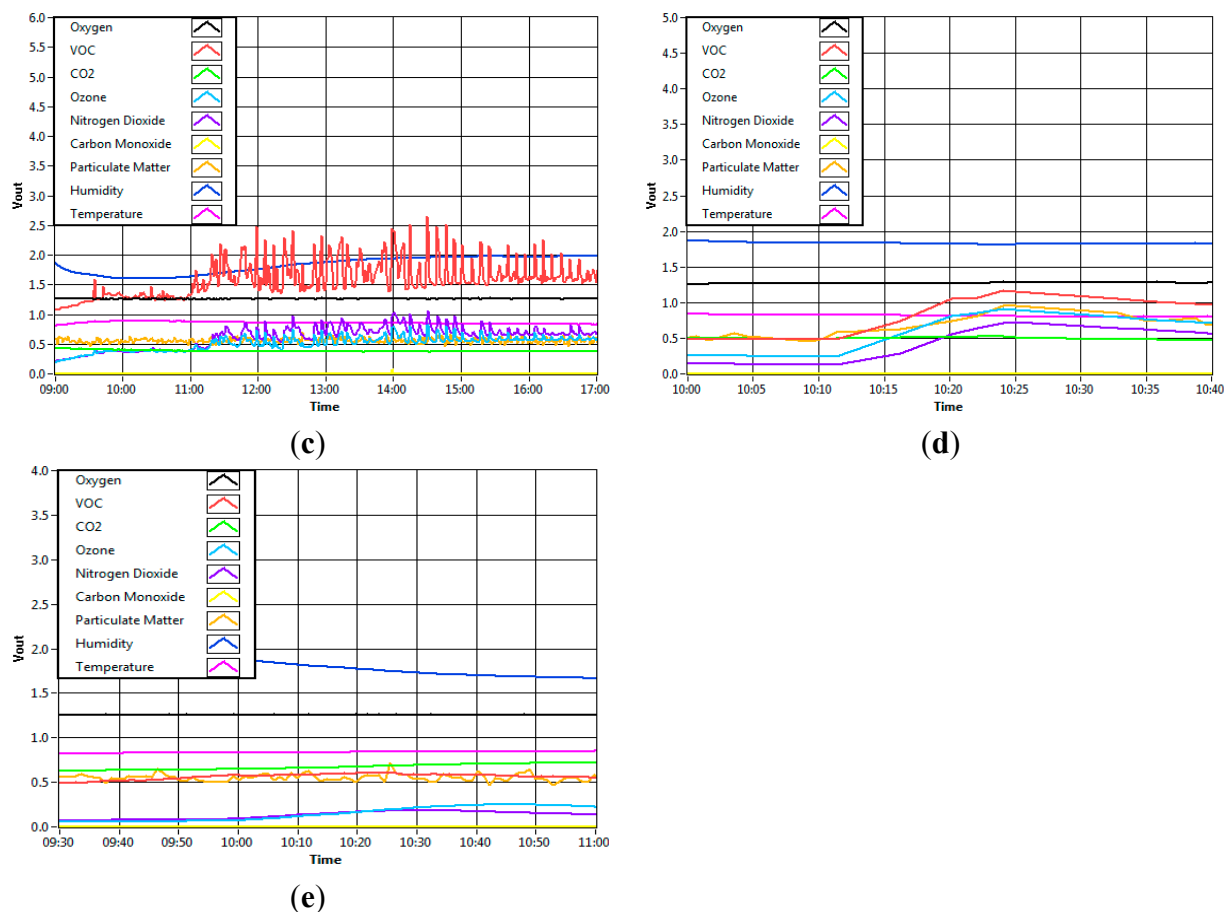 6.0
5.5
5.0
4.5
4.0
3.5
3.0
2.5
2.0
1.5
1.0
0.5
0.0
Vout
Oxygen
VOC
CO2
Ozone
Nitrogen Dioxide
Carbon Monoxide
Particulate Matter
Humidity
Temperature
09:00 10:00 11:00 12:00 13:00 14:00 15:00 16:00 17:00
Time
(c)
5.0
4.5
4.0
3.5
3.0
2.5
2.0
1.5
1.0
0.5
0.0
Vout
Oxygen
VOC
CO2
Ozone
Nitrogen Dioxide
Carbon Monoxide
Particulate Matter
Humidity
Temperature
10:00 10:05 10:10 10:15 10:20 10:25 10:30 10:35 10:40
Time
(d)
4.0
3.5
3.0
2.5
2.0
1.5
1.0
0.5
0.0
Vout
Oxygen
VOC
CO2
Ozone
Nitrogen Dioxide
Carbon Monoxide
Particulate Matter
Humidity
Temperature
09:30 09:40 09:50 10:00 10:10 10:20 10:30 10:40 10:50 11:00
Time
(e)